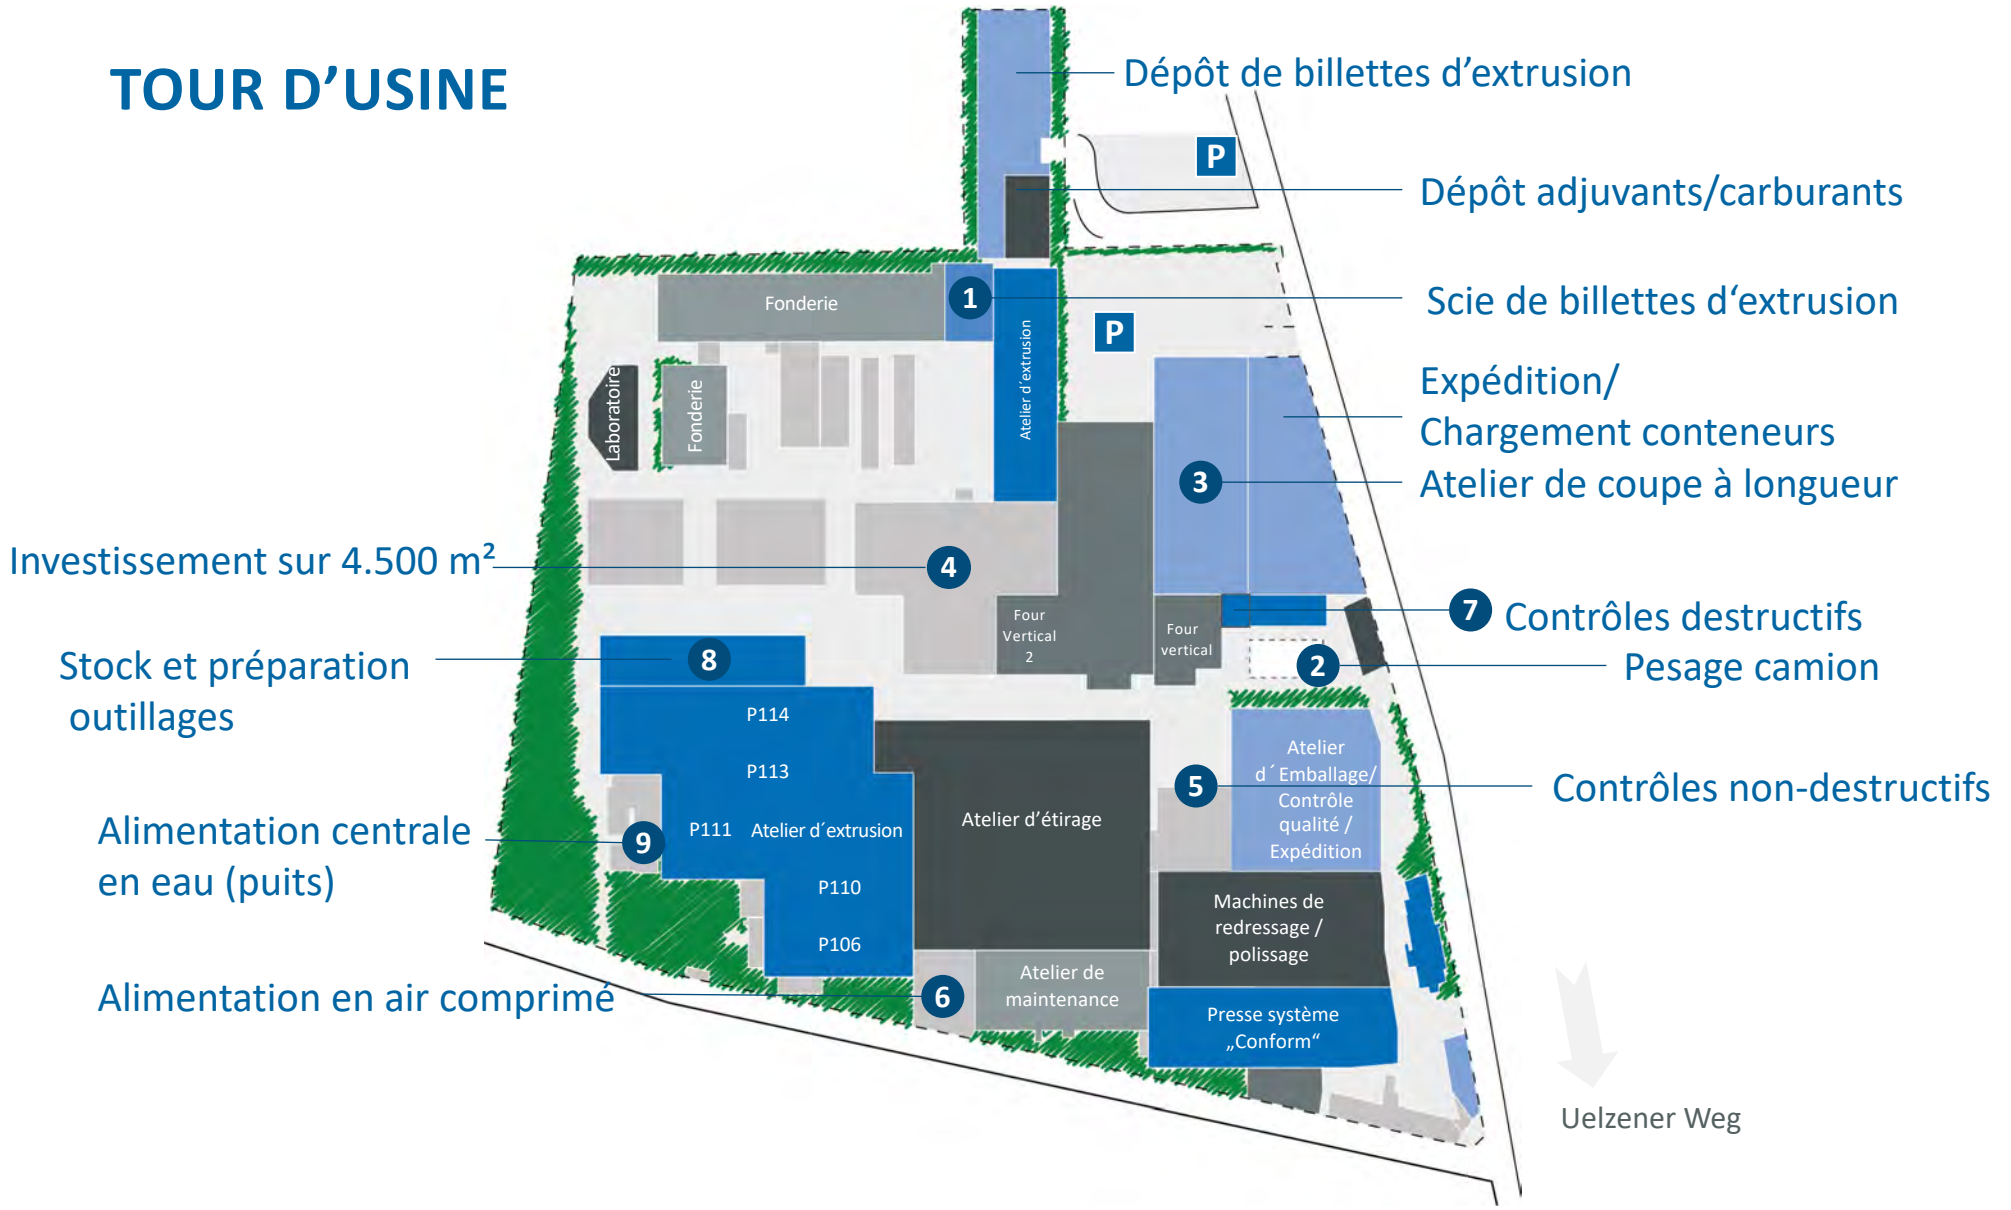 TOUR D’USINE
Dépôt de billettes d’extrusion
P
Dépôt adjuvants/carburants
1
Scie de billettes d‘extrusion
Fonderie
P
Atelier d´extrusion
Laboratoire
Fonderie
Expédition/
Chargement conteneurs
3
Atelier de coupe à longueur
Investissement sur 4.500 m²
4
Four
Vertical
2
Four
vertical
7
Contrôles destructifs
2
Pesage camion
Stock et préparation
outillages
8
P114
P113
P111
Atelier d´extrusion
P110
P106
Atelier d’étirage
Atelier
d´Emballage/
Contrôle
qualité /
Expédition
5
Contrôles non-destructifs
Alimentation centrale
en eau (puits)
9
Machines de
redressage /
polissage
Alimentation en air comprimé
6
Atelier de
maintenance
Presse système
„Conform“
Uelzener Weg